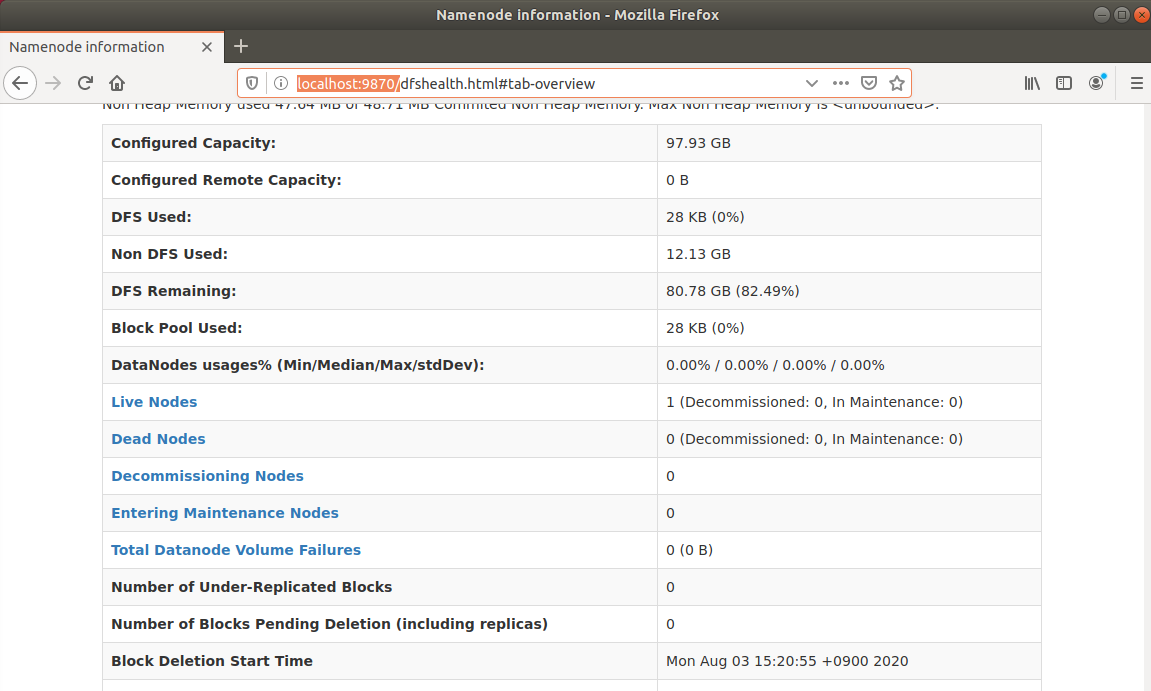 Namenode information - Mozilla Firefox
Namenode information
localhost:9870/dfshealth.html#tab-overview
Non Heap Memory used 47.64 MB of 48.71 MB Commited Non Heap Memory. Max Non Heap Memory is <unbounded>.
Configured Capacity: 97.93 GB
Configured Remote Capacity: 0 B
DFS Used: 28 KB (0%)
Non DFS Used: 12.13 GB
DFS Remaining: 80.78 GB (82.49%)
Block Pool Used: 28 KB (0%)
DataNodes usages% (Min/Median/Max/stdDev): 0.00% / 0.00% / 0.00% / 0.00%
Live Nodes 1 (Decommissioned: 0, In Maintenance: 0)
Dead Nodes 0 (Decommissioned: 0, In Maintenance: 0)
Decommissioning Nodes 0
Entering Maintenance Nodes 0
Total Datanode Volume Failures 0 (0 B)
Number of Under-Replicated Blocks 0
Number of Blocks Pending Deletion (including replicas) 0
Block Deletion Start Time Mon Aug 03 15:20:55 +0900 2020